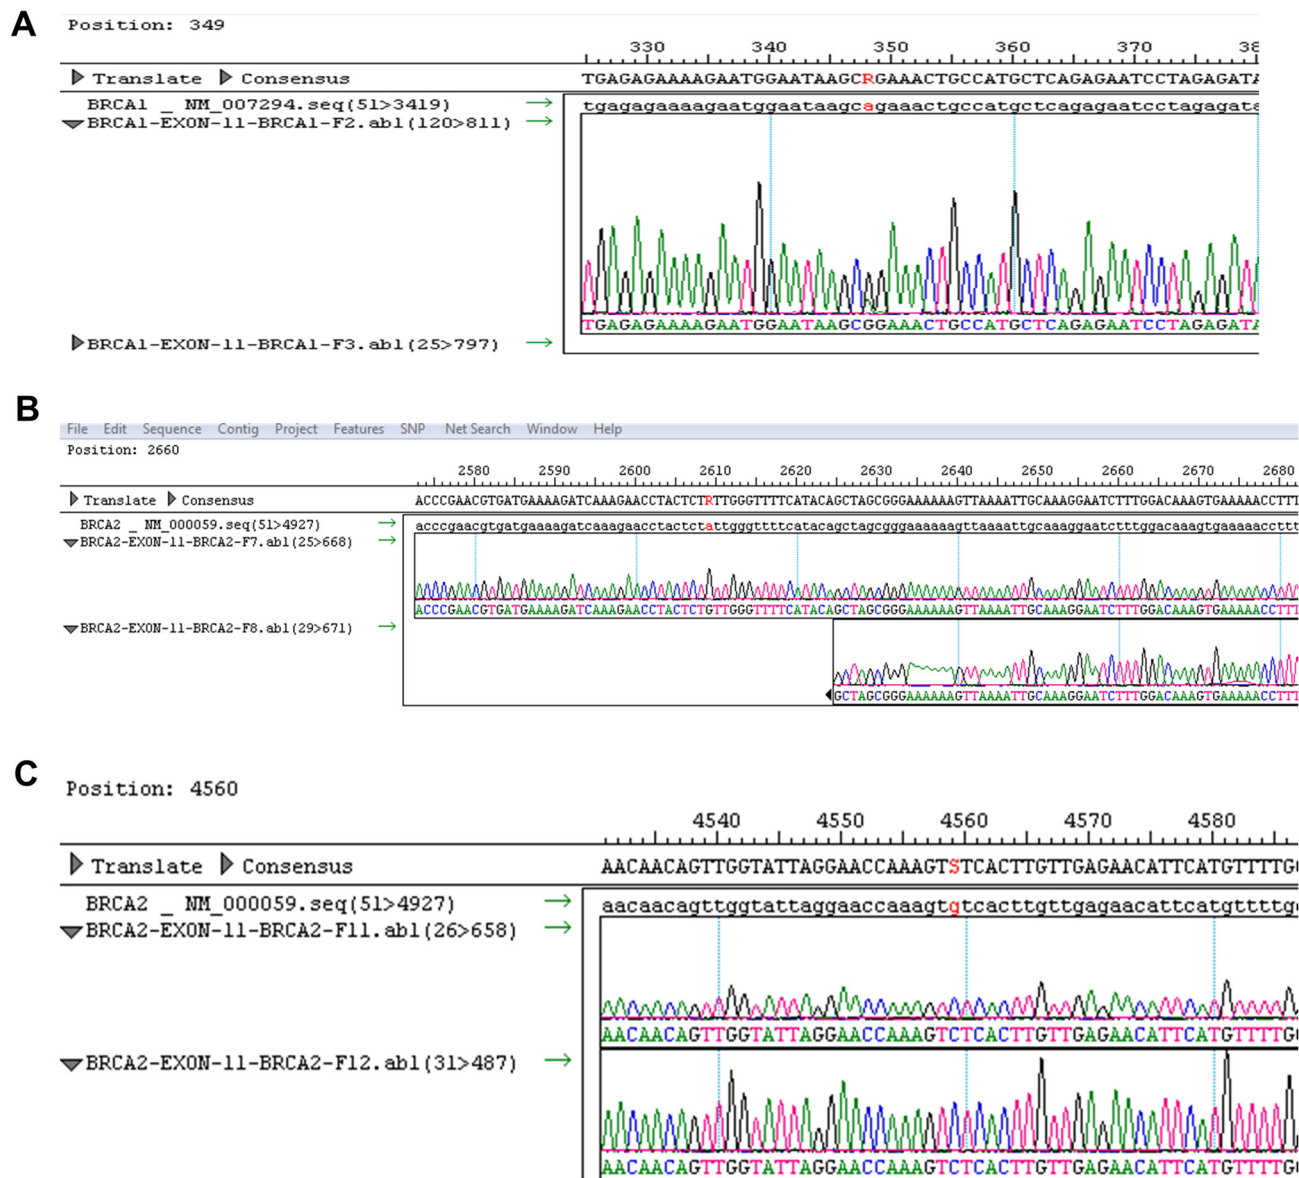 A
Position: 349
330 340 350 360 370 38
Translate Consensus TGAGAGAAAAGAATGGAATAAGCRGAAACTGCCATGCTCAGAGAATCCTAGAGATA
BRCA1 _ NM_007294.seq(51>3419) → tgagagaaaagaatggaataagcagaaactgccatgctcagagaatcctagagata
BRCA1-EXON-11-BRCA1-F2.ab1(120>811) →
TGAGAGAAAAGAATGGAATAAGCGGAAACTGCCATGCTCAGAGAATCCTAGAGATA
BRCA1-EXON-11-BRCA1-F3.ab1(25>797) →
B
File Edit Sequence Contig Project Features SNP Net Search Window Help
Position: 2660
2580 2590 2600 2610 2620 2630 2640 2650 2660 2670 2680
Translate Consensus ACCCGAACGTGATGAAAAGATCAAAGAACCTACTCTRTTGGGTTTTCATACAGCTAGCGGGAAAAAAGTTAAAATTGCAAAGGAATCTTTGGACAAAGTGAAAAACCTTT
BRCA2 _ NM_000059.seq(51>4927) → acccgaacgtgatgaaaagatcaaagaacctactctattgggttttcatacagctagcgggaaaaaagttaaaattgcaaaggaatctttggacaaagtgaaaaacctttt
BRCA2-EXON-11-BRCA2-F7.ab1(25>668) →
ACCCGAACGTGATGAAAAGATCAAAGAACCTACTCTGTTGGGTTTTCATACAGCTAGCGGGAAAAAAGTTAAAATTGCAAAGGAATCTTTGGACAAAGTGAAAAACCTTT
BRCA2-EXON-11-BRCA2-F8.ab1(29>671) →
GCTAGCGGGAAAAAAGTTAAAATTGCAAAGGAATCTTTGGACAAAGTGAAAAACCTTT
C
Position: 4560
4540 4550 4560 4570 4580
Translate Consensus AACAACAGTTGGTATTAGGAACCAAAGTSTCACTTGTTGAGAACATTCATGTTTTG
BRCA2 _ NM_000059.seq(51>4927) → aacaacagttggtattaggaaccaaagtgtcacttgttgagaacattcatgttttg
BRCA2-EXON-11-BRCA2-F11.ab1(26>658) →
AACAACAGTTGGTATTAGGAACCAAAGTCTCACTTGTTGAGAACATTCATGTTTTG
BRCA2-EXON-11-BRCA2-F12.ab1(31>487) →
AACAACAGTTGGTATTAGGAACCAAAGTCTCACTTGTTGAGAACATTCATGTTTTG